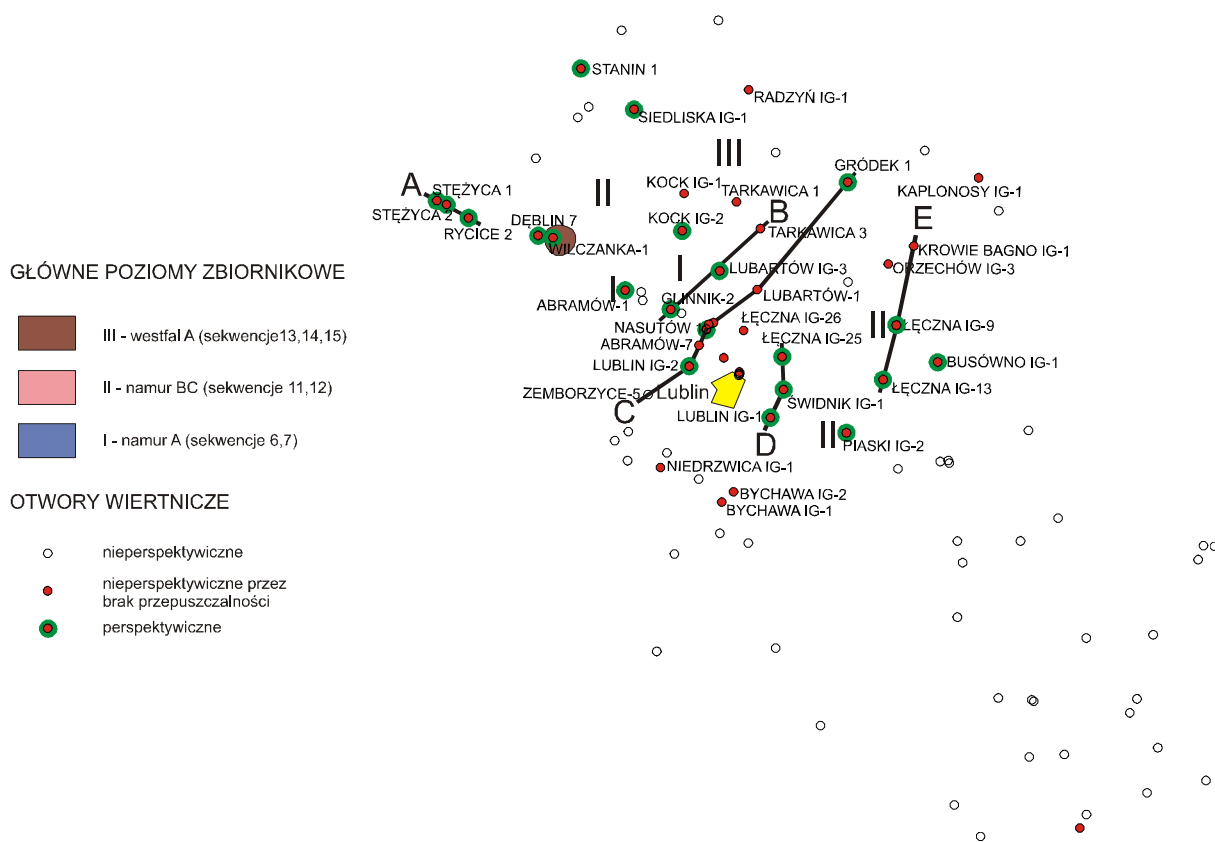 STANIN 1
RADZYŃ IG-1
SIEDLISKA IG-1
III
GRÓDEK 1
A
STĘŻYCA 1
II
KOCK IG-1
TARKAWICA 1
KAPLONOSY IG-1
STĘŻYCA 2
RYCICE 2
DĘBLIN 7
KOCK IG-2
B
TARKAWICA 3
E
WILCZANKA-1
KROWIE BAGNO IG-1
ORZECHÓW IG-3
GŁÓWNE POZIOMY ZBIORNIKOWE
I
LUBARTÓW IG-3
I
ABRAMÓW-1
GLINNIK-2
LUBARTÓW-1
III - westfal A (sekwencje13,14,15)
NASUTÓW 1
ŁĘCZNA IG-26
II
ŁĘCZNA IG-9
ABRAMÓW-7
ŁĘCZNA IG-25
LUBLIN IG-2
BUSÓWNO IG-1
II - namur BC (sekwencje 11,12)
ZEMBORZYCE-5
Lublin
ŁĘCZNA IG-13
C
ŚWIDNIK IG-1
LUBLIN IG-1
D
II
PIASKI IG-2
I - namur A (sekwencje 6,7)
NIEDRZWICA IG-1
BYCHAWA IG-2
BYCHAWA IG-1
OTWORY WIERTNICZE
nieperspektywiczne
nieperspektywiczne przez
brak przepuszczalności
perspektywiczne